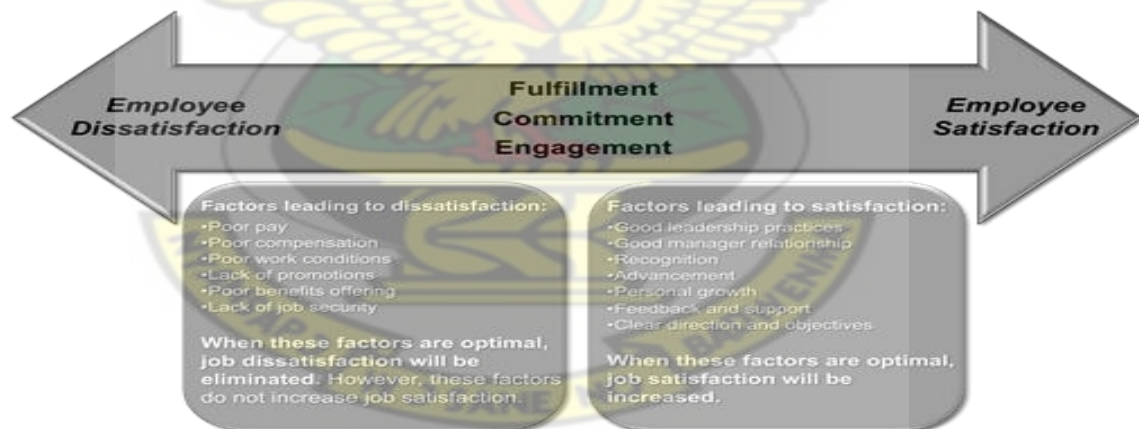 Fulfillment
Commitment
Engagement
Employee
Dissatisfaction
Employee
Satisfaction
Factors leading to dissatisfaction:
•Poor pay
•Poor compensation
•Poor work conditions
•Lack of promotions
•Poor benefits offering
•Lack of job security
When these factors are optimal,
job dissatisfaction will be
eliminated. However, these factors
do not increase job satisfaction.
Factors leading to satisfaction:
•Good leadership practices
•Good manager relationship
•Recognition
•Advancement
•Personal growth
•Feedback and support
•Clear direction and objectives
When these factors are optimal,
job satisfaction will be
increased.